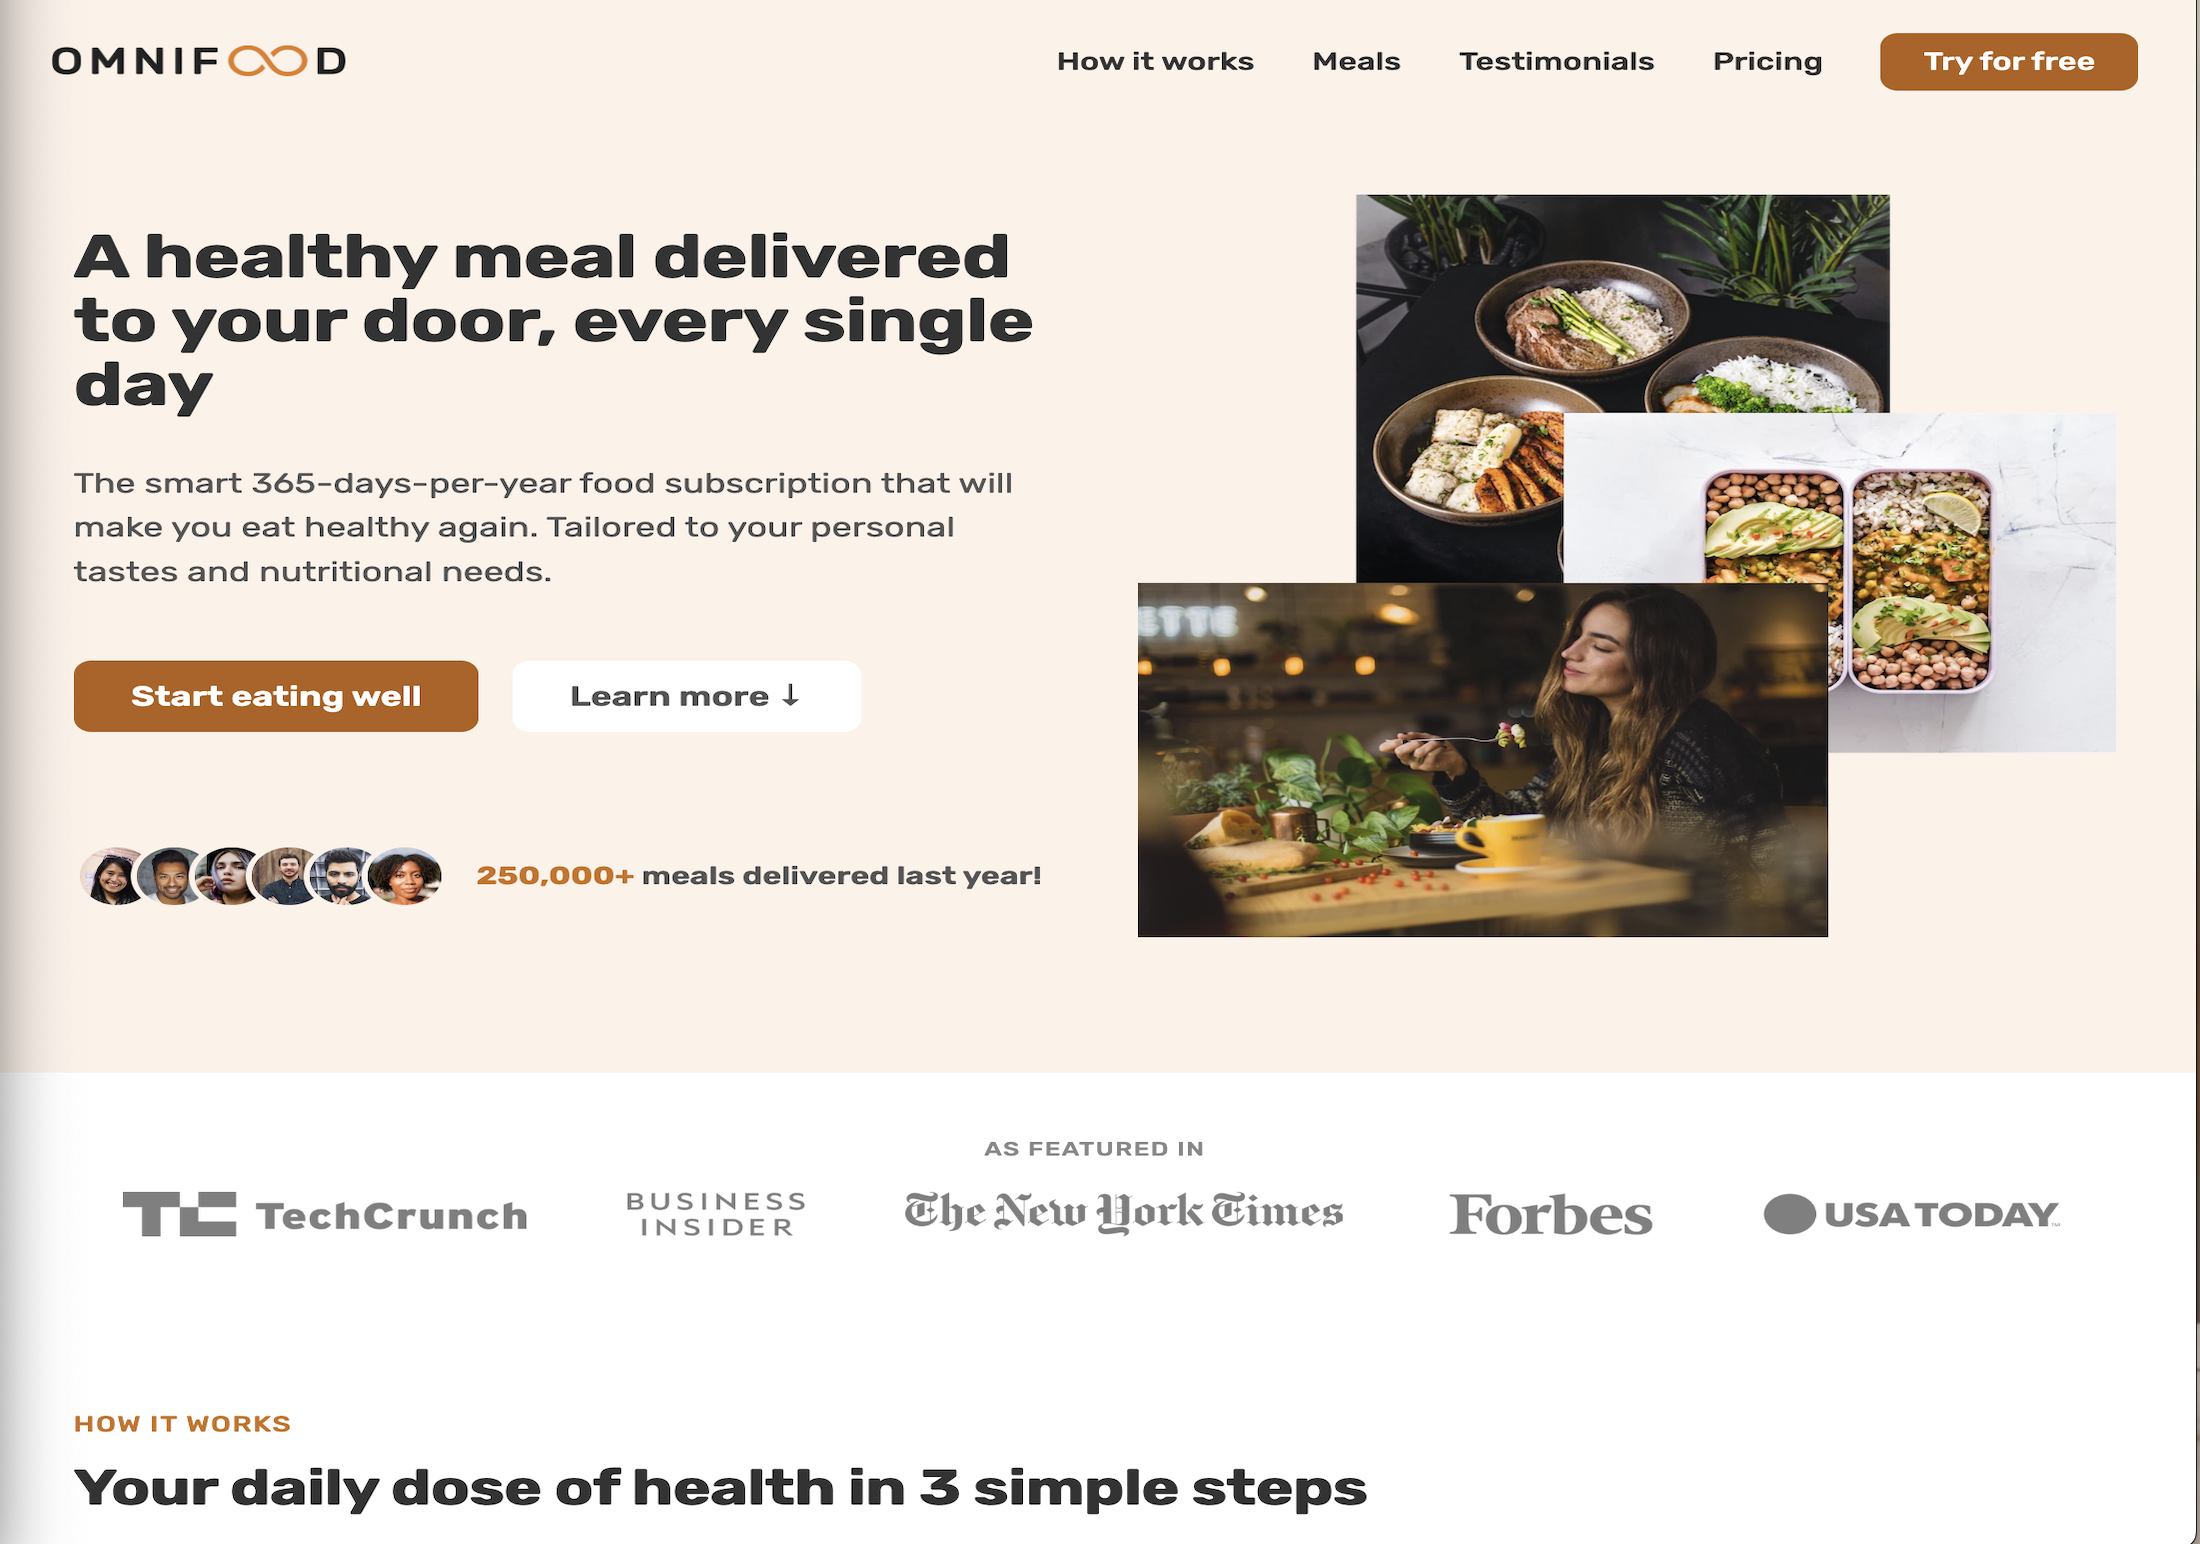 OMNIFOOD
How it works
Meals
Testimonials
Pricing
Try for free
A healthy meal delivered
to your door, every single
day
The smart 365-days-per-year food subscription that will
make you eat healthy again. Tailored to your personal
tastes and nutritional needs.
Start eating well
Learn more ↓
ETTE
250,000+ meals delivered last year!
AS FEATURED IN
TC TechCrunch
BUSINESS
INSIDER
The New York Times
Forbes
USA TODAY™
HOW IT WORKS
Your daily dose of health in 3 simple steps